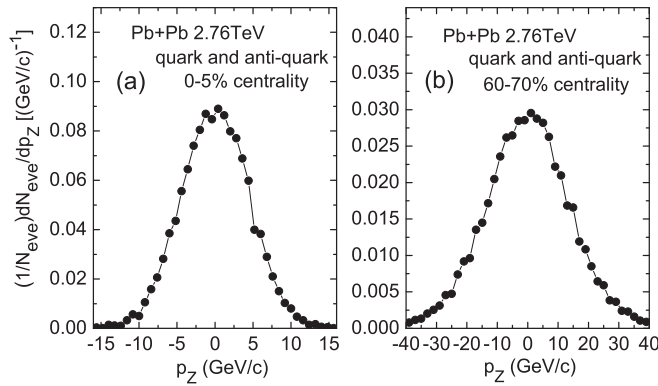 (1/N_eve)dN_eve/dp_Z [(GeV/c)^-1]
0.12
0.10
0.08
0.06
0.04
0.02
0.00
Pb+Pb 2.76TeV
quark and anti-quark
(a) 0-5% centrality
-15 -10 -5 0 5 10 15
p_Z (GeV/c)
0.040
0.035
0.030
0.025
0.020
0.015
0.010
0.005
0.000
Pb+Pb 2.76TeV
quark and anti-quark
(b) 60-70% centrality
-40 -30 -20 -10 0 10 20 30 40
p_Z (GeV/c)